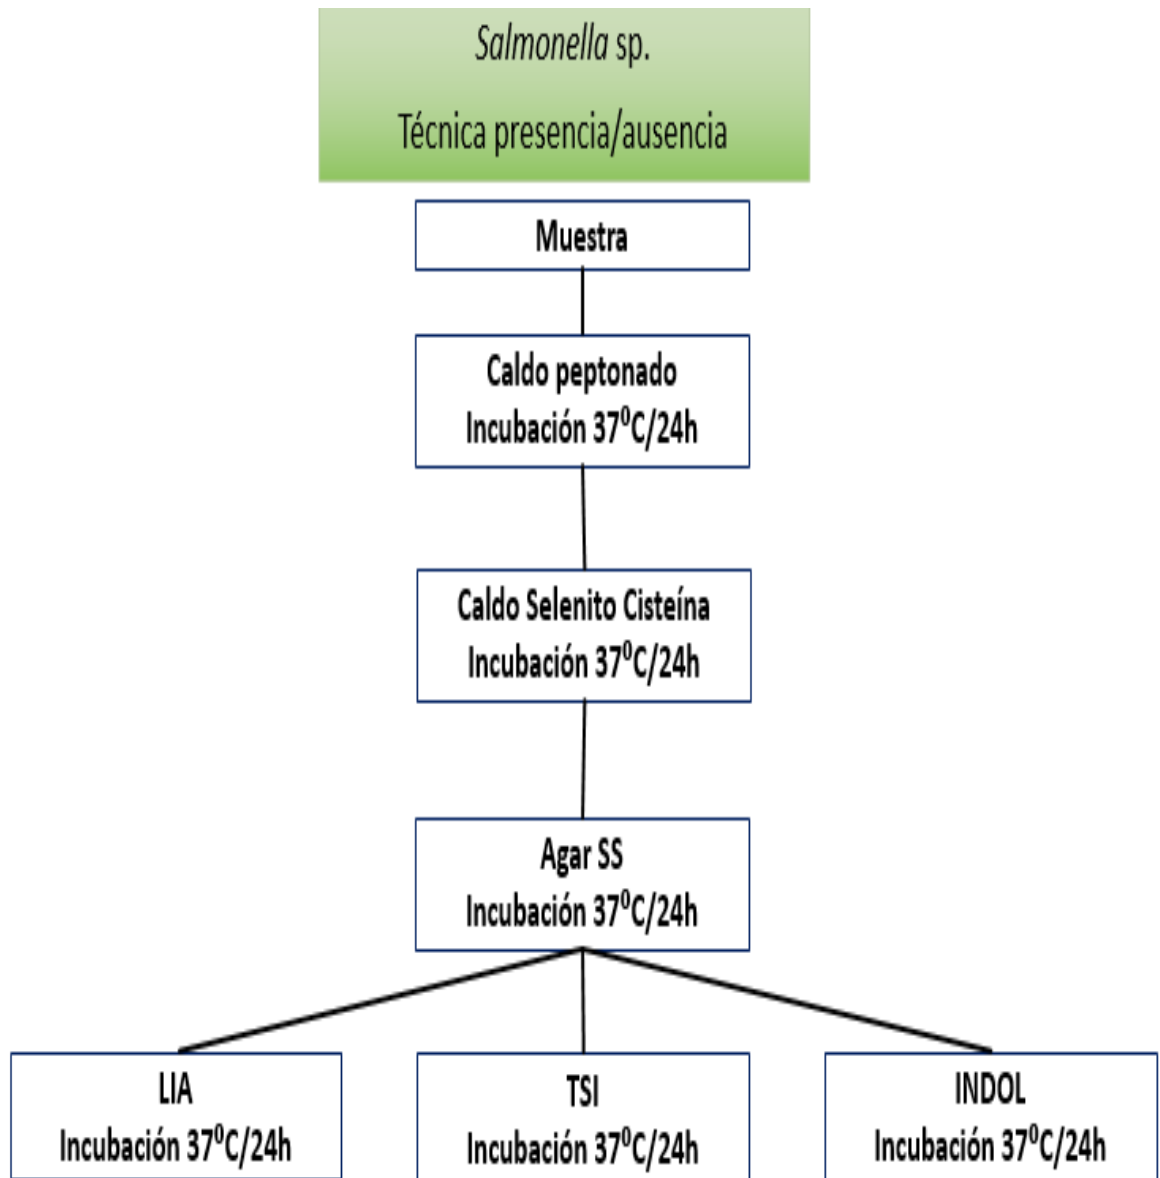 Salmonella sp.
Técnica presencia/ausencia
Muestra
Caldo peptonado
Incubación 37⁰C/24h
Caldo Selenito Cisteína
Incubación 37⁰C/24h
Agar SS
Incubación 37⁰C/24h
LIA
Incubación 37⁰C/24h
TSI
Incubación 37⁰C/24h
INDOL
Incubación 37⁰C/24h